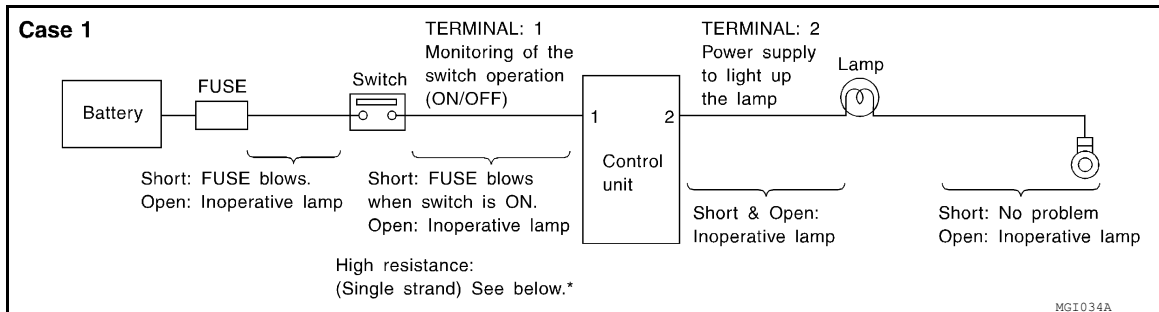 Case 1
TERMINAL: 1
Monitoring of the
switch operation
(ON/OFF)
TERMINAL: 2
Power supply
to light up
the lamp
Lamp
Battery
FUSE
Switch
1
2
Control
unit
Short: FUSE blows.
Open: Inoperative lamp
Short: FUSE blows
when switch is ON.
Open: Inoperative lamp
High resistance:
(Single strand) See below.*
Short & Open:
Inoperative lamp
Short: No problem
Open: Inoperative lamp
MGI034A